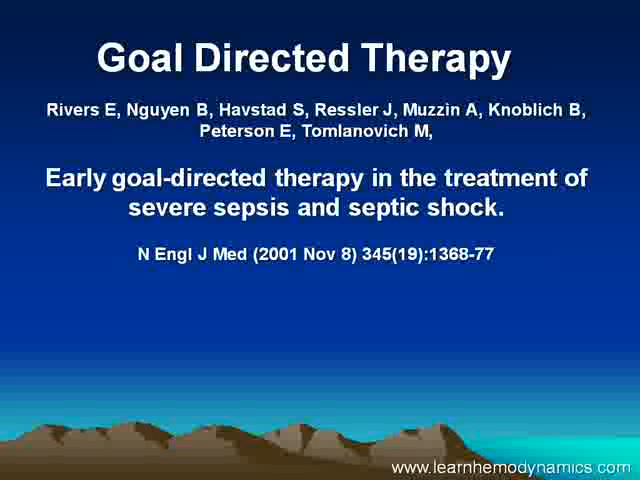 Goal Directed Therapy
Rivers E, Nguyen B, Havstad S, Ressler J, Muzzin A, Knoblich B,
Peterson E, Tomlanovich M,
Early goal-directed therapy in the treatment of
severe sepsis and septic shock.
N Engl J Med (2001 Nov 8) 345(19):1368-77
www.learnhemodynamics.com